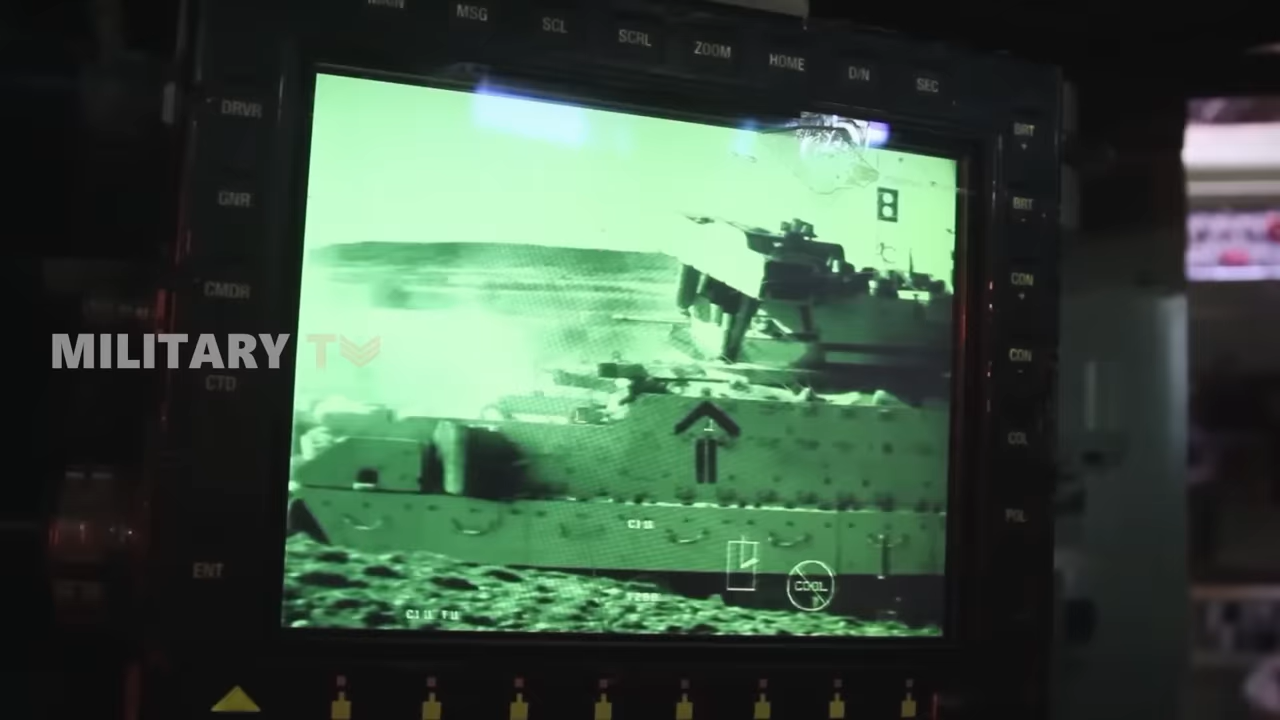 MAIN
MSG
SCL
SCRL
ZOOM
HOME
D/N
SEC
DRVR
GNR
CMDR
CTD
ENT
BRT
BRT
CON
CON
COL
POL
MILITARY TV
COOL